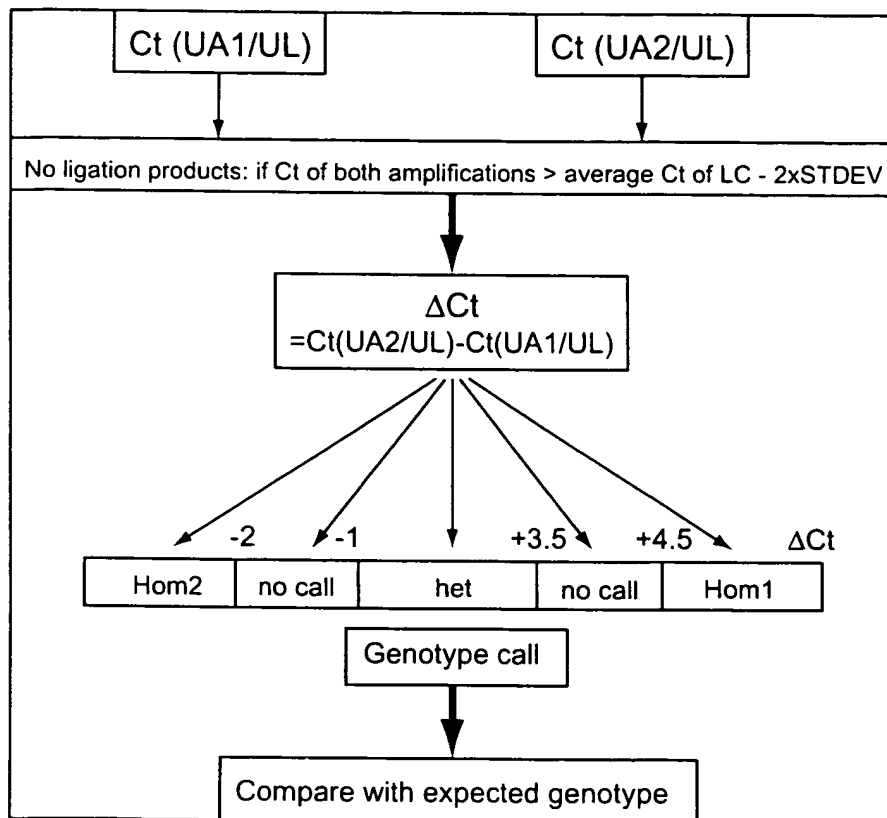 Ct (UA1/UL) Ct (UA2/UL)
No ligation products: if Ct of both amplifications > average Ct of LC - 2xSTDEV
ΔCt
=Ct(UA2/UL)-Ct(UA1/UL)
-2 -1 +3.5 +4.5 ΔCt
Hom2 no call het no call Hom1
Genotype call
Compare with expected genotype